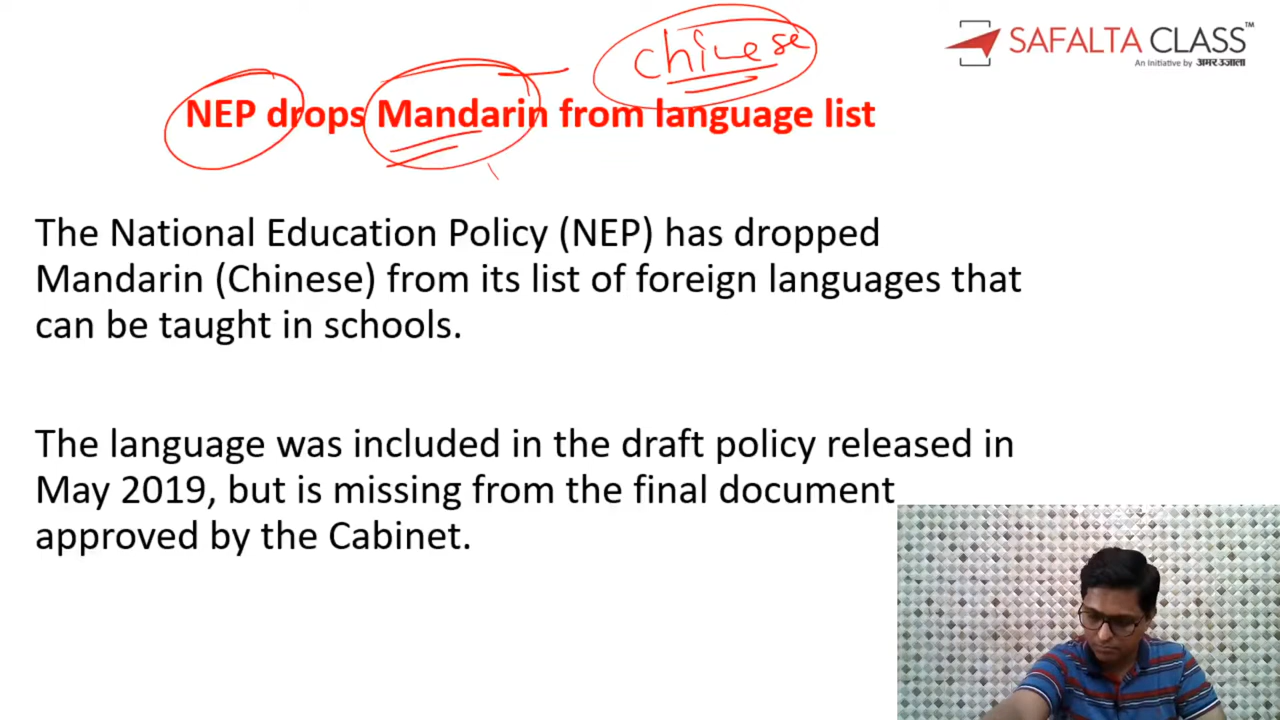 chinese
SAFALTA CLASS™
An Initiative by अमर उजाला
NEP drops Mandarin from language list
The National Education Policy (NEP) has dropped
Mandarin (Chinese) from its list of foreign languages that
can be taught in schools.
The language was included in the draft policy released in
May 2019, but is missing from the final document
approved by the Cabinet.